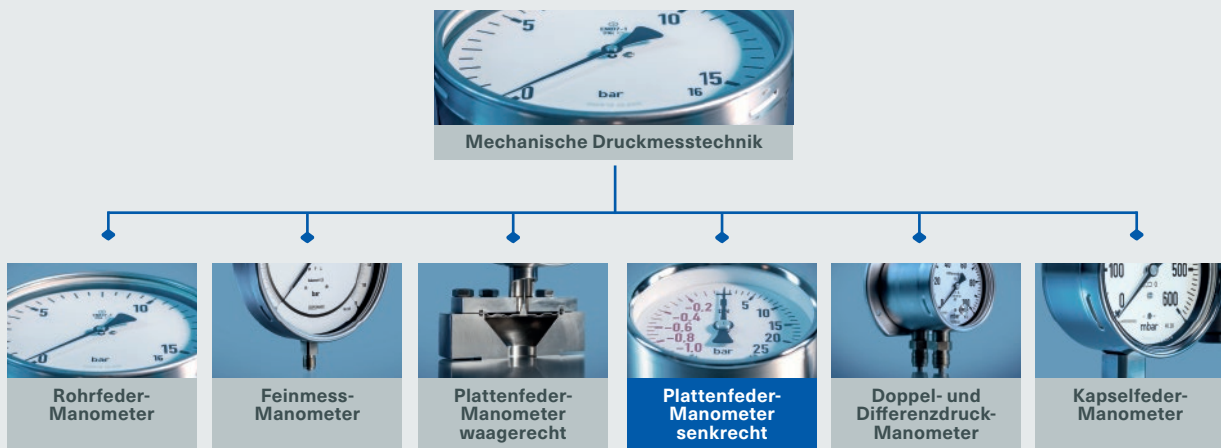 5
10
15
0
bar
16
Mechanische Druckmesstechnik
5
10
15
0
bar
16
Rohrfeder-
Manometer
bar
Feinmess-
Manometer
Plattenfeder-
Manometer
waagerecht
-0.2
-0.4
-0.6
-0.8
-1.0
5
10
15
20
25
bar
Plattenfeder-
Manometer
senkrecht
40
60
Doppel- und
Differenzdruck-
Manometer
100
500
0
600
mbar
Kapselfeder-
Manometer